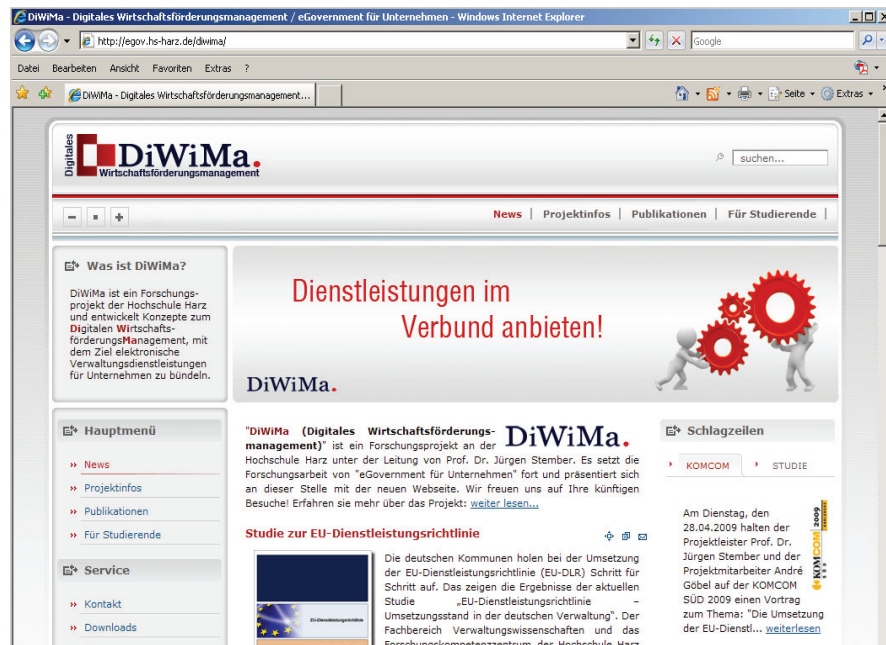 DiWiMa - Digitales Wirtschaftsförderungsmanagement / eGovernment für Unternehmen - Windows Internet Explorer
http://egov.hs-harz.de/diwima/
Google
Datei Bearbeiten Ansicht Favoriten Extras ?
DiWiMa - Digitales Wirtschaftsförderungsmanagement...
Seite
Extras
Digitales
DiWiMa.
Wirtschaftsförderungsmanagement
suchen...
News | Projektinfos | Publikationen | Für Studierende |
Was ist DiWiMa?
DiWiMa ist ein Forschungs-
projekt der Hochschule Harz
und entwickelt Konzepte zum
Digitalen Wirtschafts-
förderungsManagement, mit
dem Ziel elektronische
Verwaltungsdienstleistungen
für Unternehmen zu bündeln.
Dienstleistungen im
Verbund anbieten!
DiWiMa.
Hauptmenü
News
Projektinfos
Publikationen
Für Studierende
Service
Kontakt
Downloads
"DiWiMa (Digitales Wirtschaftsförderungs-
management)" ist ein Forschungsprojekt an der
DiWiMa.
Hochschule Harz unter der Leitung von Prof. Dr. Jürgen Stember. Es setzt die
Forschungsarbeit von "eGovernment für Unternehmen" fort und präsentiert sich
an dieser Stelle mit der neuen Webseite. Wir freuen uns auf Ihre künftigen
Besuche! Erfahren sie mehr über das Projekt: weiter lesen...
Studie zur EU-Dienstleistungsrichtlinie
EU-Dienstleistungsrichtlinie
Die deutschen Kommunen holen bei der Umsetzung
der EU-Dienstleistungsrichtlinie (EU-DLR) Schritt für
Schritt auf. Das zeigen die Ergebnisse der aktuellen
Studie „EU-Dienstleistungsrichtlinie –
Umsetzungsstand in der deutschen Verwaltung". Der
Fachbereich Verwaltungswissenschaften und das
Forschungskompetenzzentrum der Hochschule Harz
Schlagzeilen
KOMCOM
STUDIE
Am Dienstag, den
28.04.2009 halten der
Projektleiter Prof. Dr.
Jürgen Stember und der
Projektmitarbeiter André
Göbel auf der KOMCOM
SÜD 2009 einen Vortrag
zum Thema: "Die Umsetzung
der EU-Dienstl... weiterlesen
KOMCOM
2009